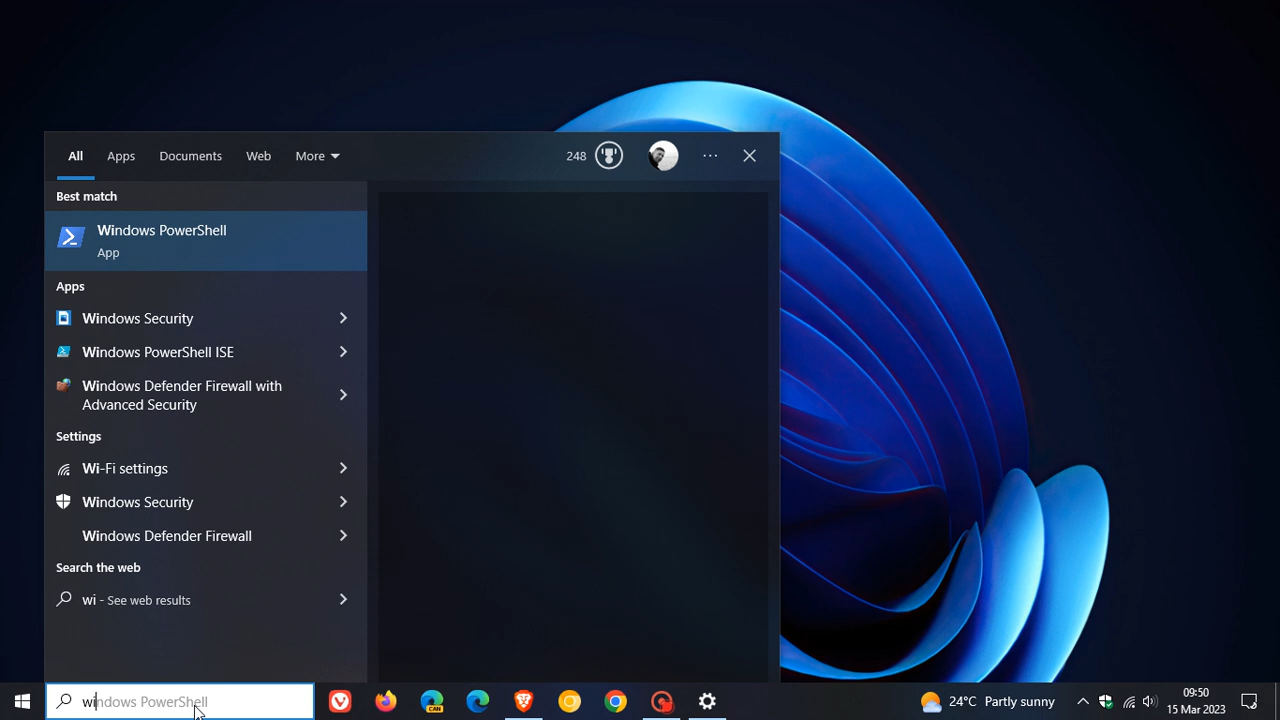 All Apps Documents Web More 248 ...
Best match
Windows PowerShell
App
Apps
Windows Security
Windows PowerShell ISE
Windows Defender Firewall with
Advanced Security
Settings
Wi-Fi settings
Windows Security
Windows Defender Firewall
Search the web
wi - See web results
windows PowerShell
CAN
24°C Partly sunny
09:50
15 Mar 2023